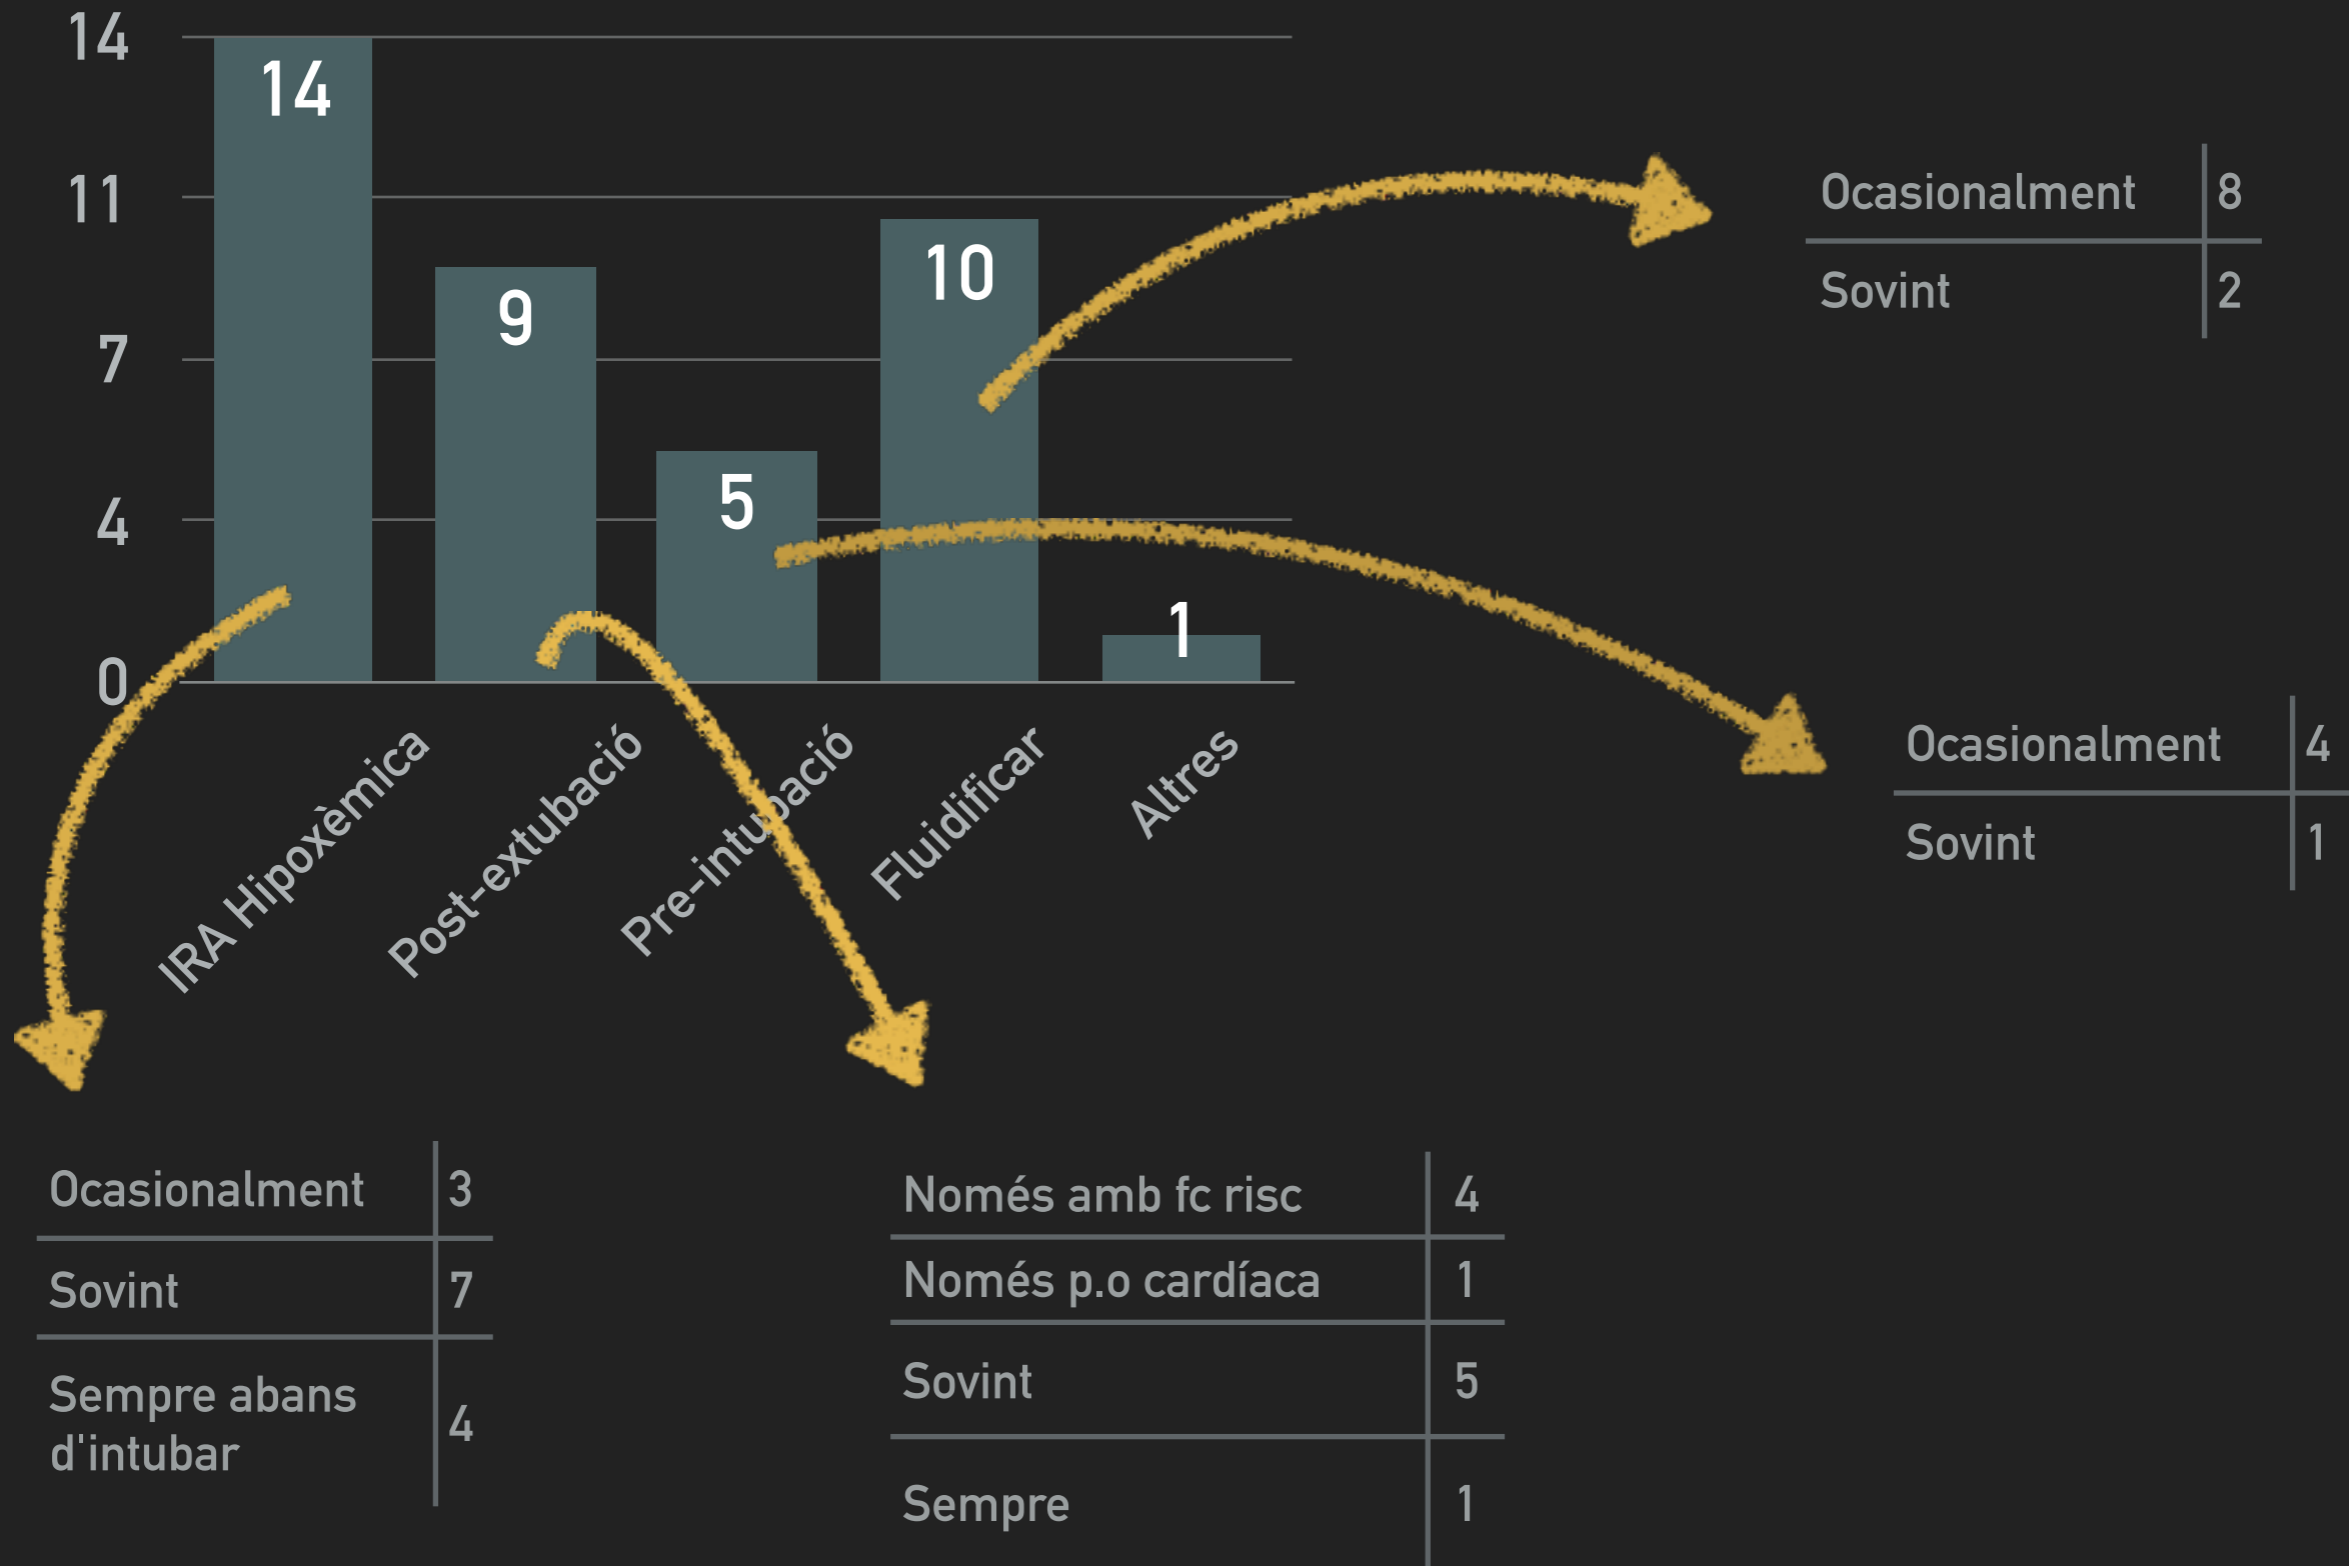 14
11
7
4
0
14
9
5
10
1
IRA Hipoxèmica
Post-extubació
Pre-intubació
Fluidificar
Altres
Ocasionalment 8
Sovint 2
Ocasionalment 4
Sovint 1
Ocasionalment 3
Sovint 7
Sempre abans
d'intubar 4
Només amb fc risc 4
Només p.o cardíaca 1
Sovint 5
Sempre 1